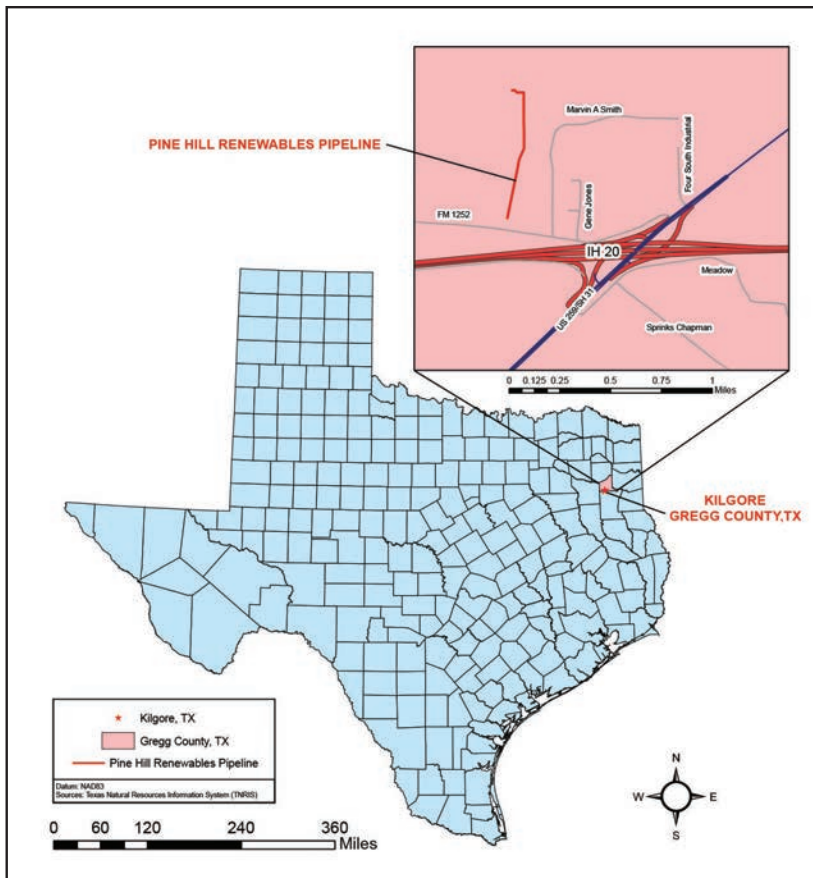 Marvin A Smith
PINE HILL RENEWABLES PIPELINE
Four South Industrial
Gene Jones
FM 1252
IH 20
Meadow
US 259/SH 31
Sprinks Chapman
0 0.125 0.25 0.5 0.75 1
Miles
KILGORE
GREGG COUNTY,TX
Kilgore, TX
Gregg County, TX
Pine Hill Renewables Pipeline
Datum: NAD83
Sources: Texas Natural Resources Information System (TNRIS)
N
W E
S
0 60 120 240 360
Miles